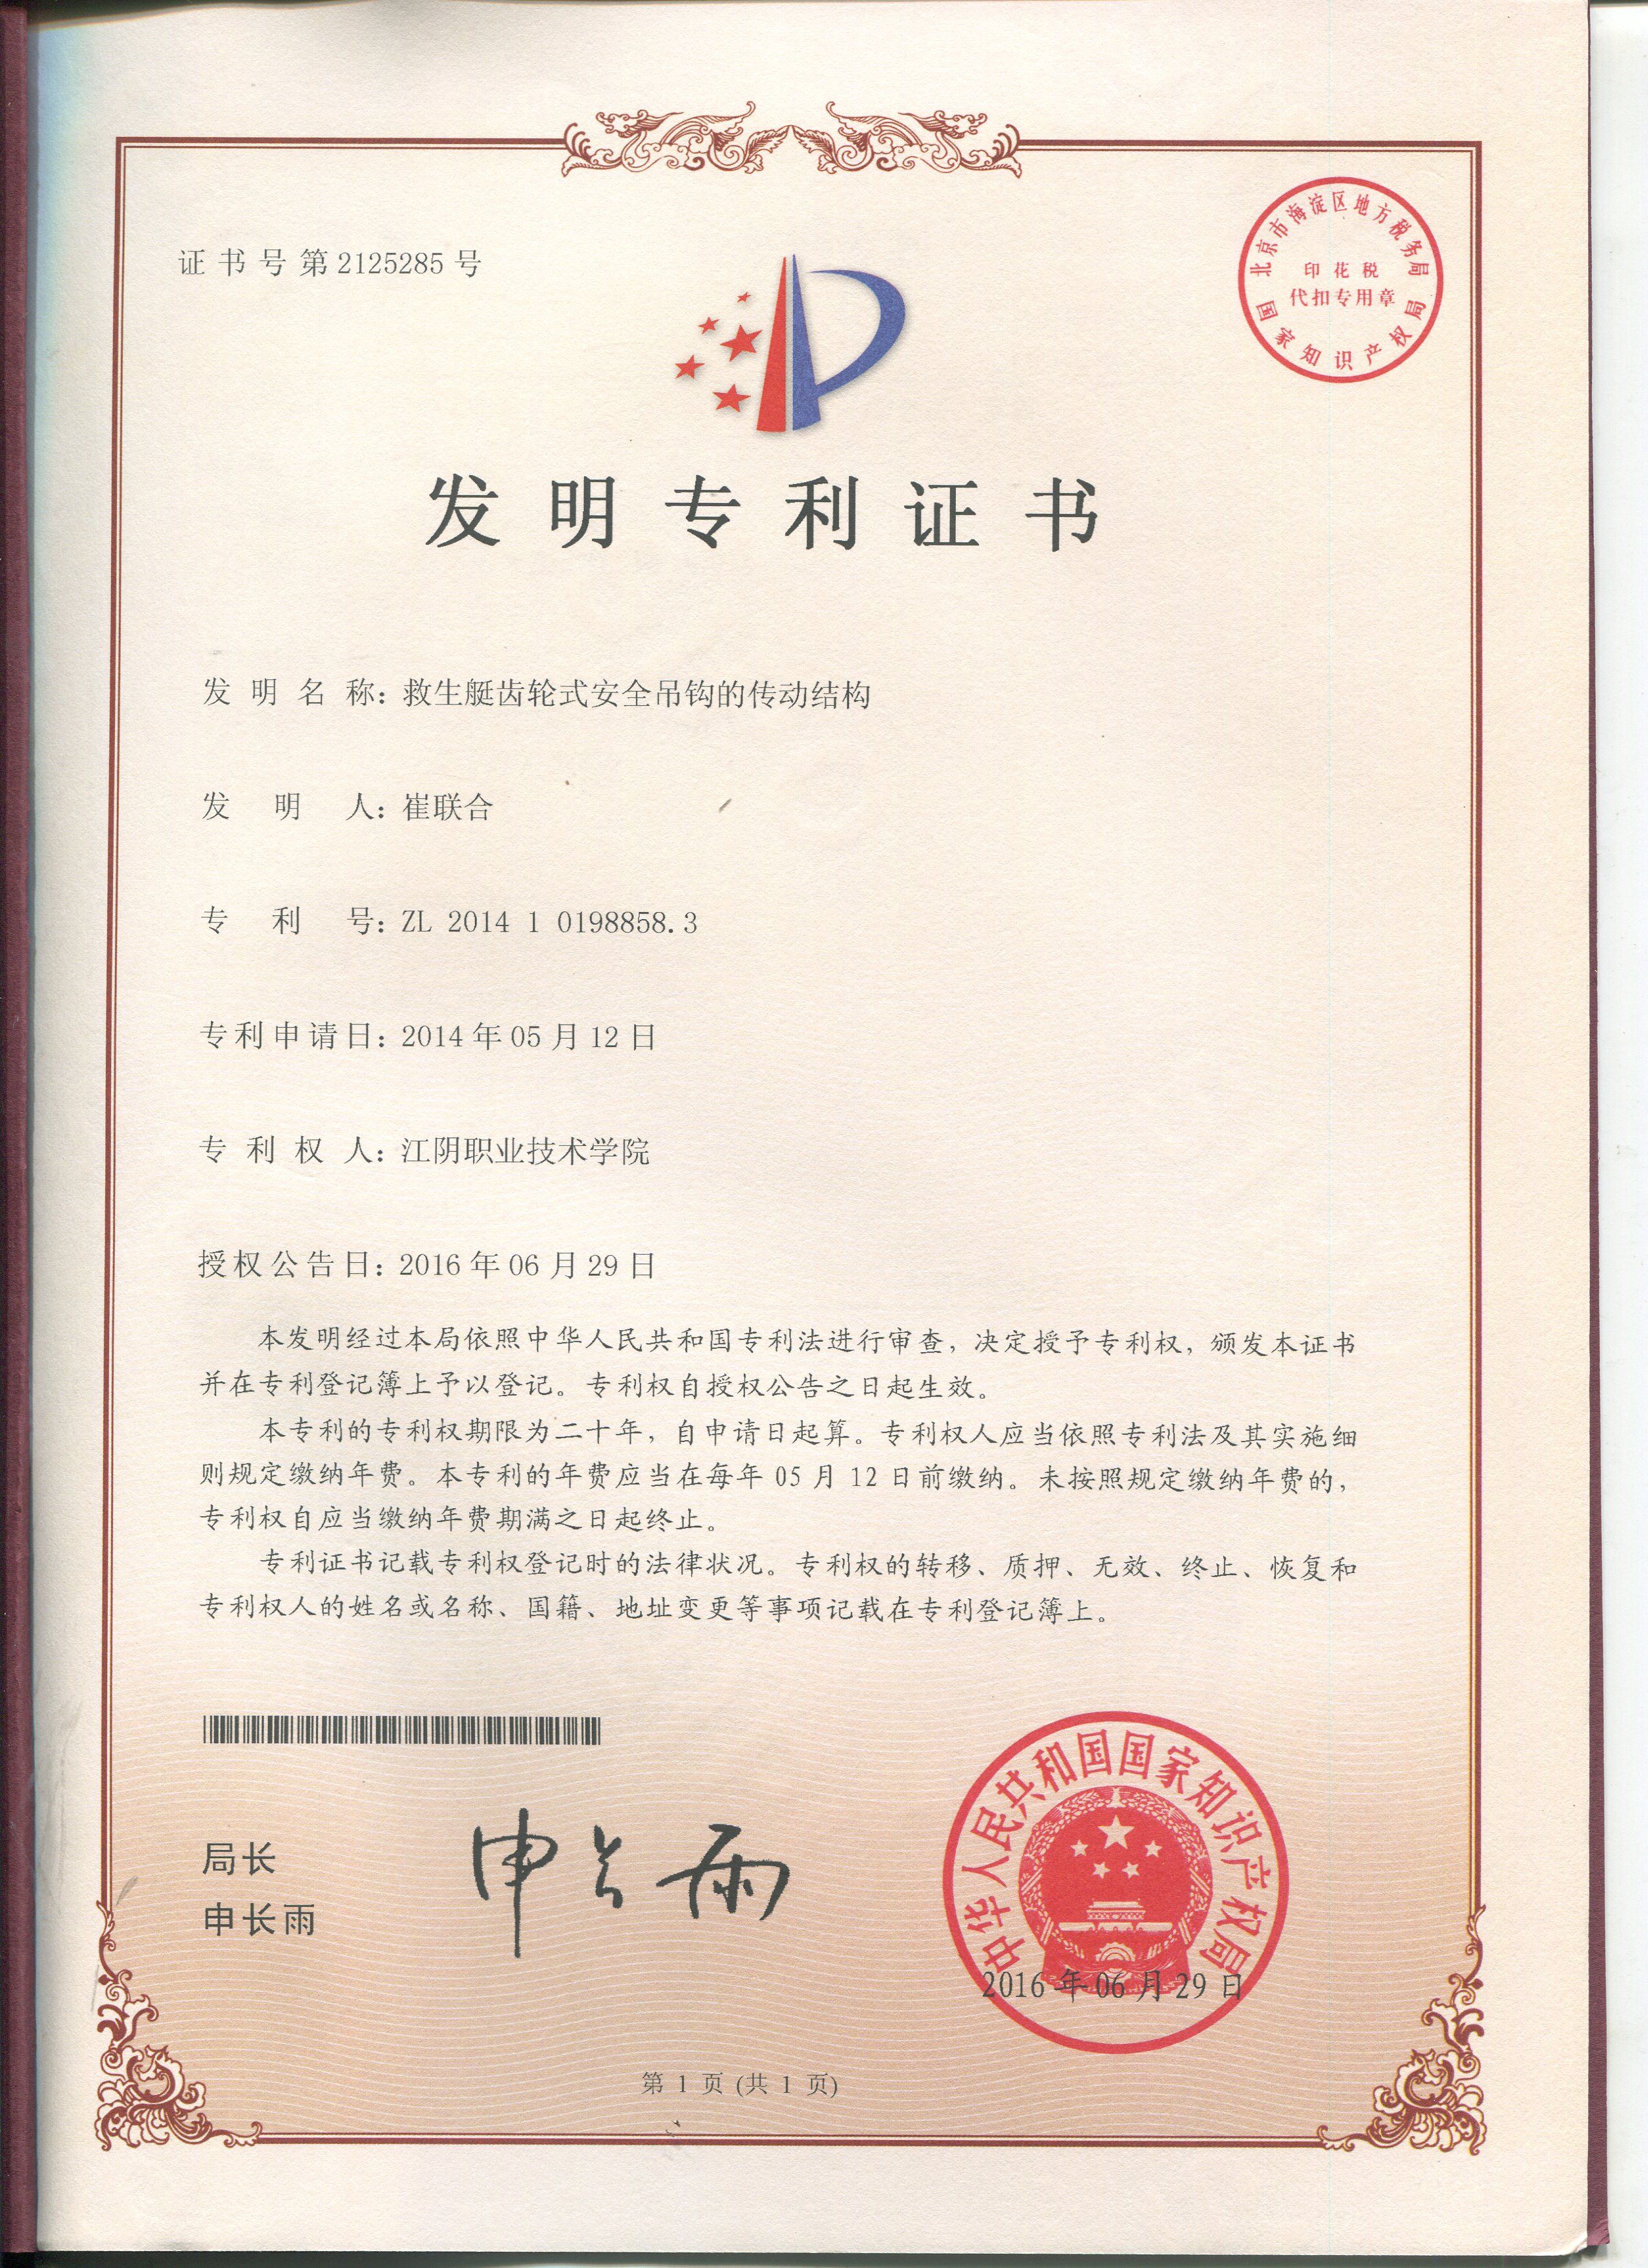 证书号第2125285号
北京市海淀区地方税务局
印花税
代扣专用章
国家知识产权局
发明专利证书
发明名称：救生艇齿轮式安全吊钩的传动结构
发明人：崔联合
专利号：ZL 2014 1 0198858.3
专利申请日：2014年05月12日
专利权人：江阴职业技术学院
授权公告日：2016年06月29日
本发明经过本局依照中华人民共和国专利法进行审查，决定授予专利权，颁发本证书
并在专利登记簿上予以登记。专利权自授权公告之日起生效。
本专利的专利权期限为二十年，自申请日起算。专利权人应当依照专利法及其实施细
则规定缴纳年费。本专利的年费应当在每年05月12日前缴纳。未按照规定缴纳年费的，
专利权自应当缴纳年费期满之日起终止。
专利证书记载专利权登记时的法律状况。专利权的转移、质押、无效、终止、恢复和
专利权人的姓名或名称、国籍、地址变更等事项记载在专利登记簿上。
局长
申长雨
申长雨
中华人民共和国国家知识产权局
2016年06月29日
第1页(共1页)